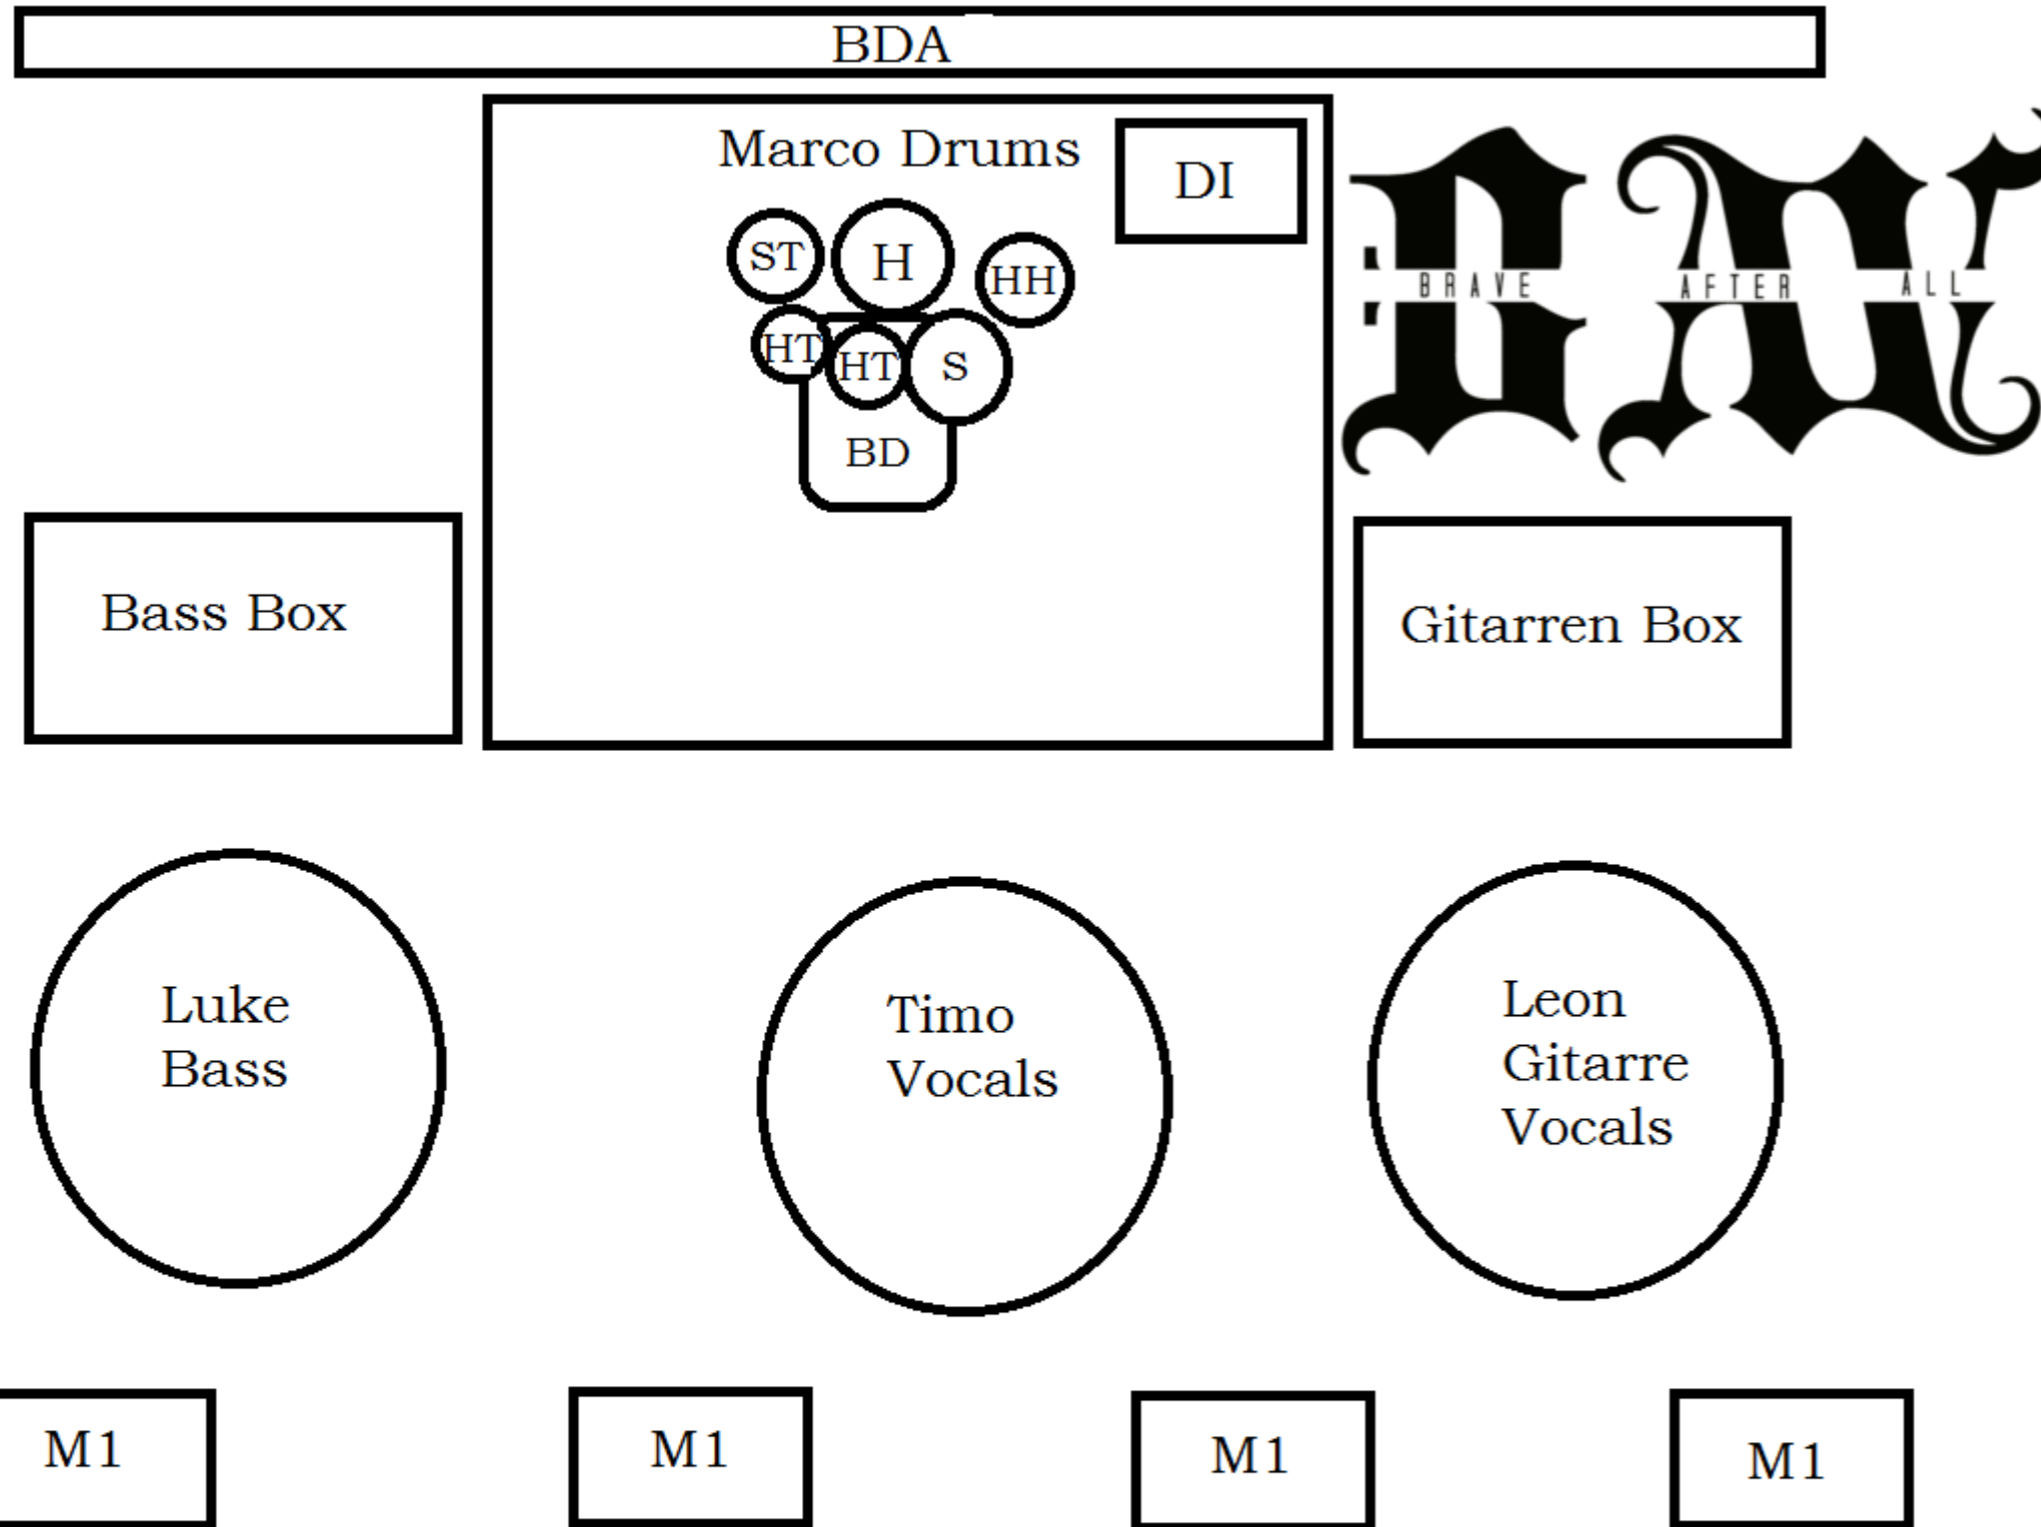 BDA
Marco Drums
DI
ST
H
HH
HT
HT
S
BD
BRAVE AFTER ALL
Bass Box
Gitarren Box
Luke
Bass
Timo
Vocals
Leon
Gitarre
Vocals
M1
M1
M1
M1